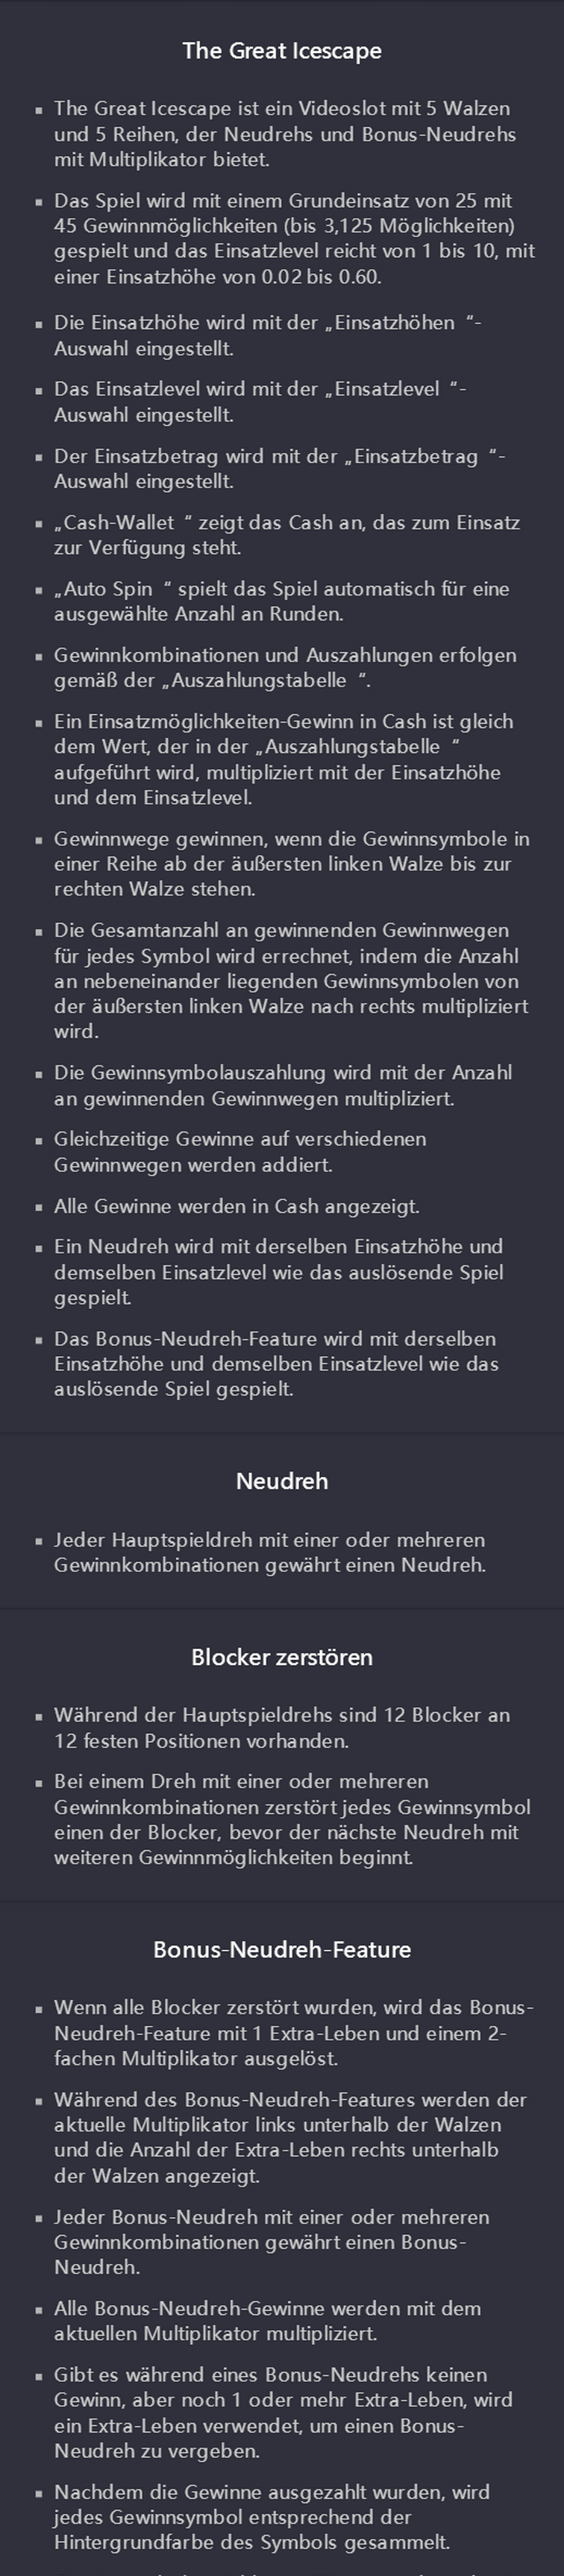 The Great Icescape
▪ The Great Icescape ist ein Videoslot mit 5 Walzen
und 5 Reihen, der Neudrehs und Bonus-Neudrehs
mit Multiplikator bietet.
▪ Das Spiel wird mit einem Grundeinsatz von 25 mit
45 Gewinnmöglichkeiten (bis 3,125 Möglichkeiten)
gespielt und das Einsatzlevel reicht von 1 bis 10, mit
einer Einsatzhöhe von 0.02 bis 0.60.
▪ Die Einsatzhöhe wird mit der „Einsatzhöhen “-
Auswahl eingestellt.
▪ Das Einsatzlevel wird mit der „Einsatzlevel “-
Auswahl eingestellt.
▪ Der Einsatzbetrag wird mit der „Einsatzbetrag “-
Auswahl eingestellt.
▪ „Cash-Wallet “ zeigt das Cash an, das zum Einsatz
zur Verfügung steht.
▪ „Auto Spin “ spielt das Spiel automatisch für eine
ausgewählte Anzahl an Runden.
▪ Gewinnkombinationen und Auszahlungen erfolgen
gemäß der „Auszahlungstabelle “.
▪ Ein Einsatzmöglichkeiten-Gewinn in Cash ist gleich
dem Wert, der in der „Auszahlungstabelle “
aufgeführt wird, multipliziert mit der Einsatzhöhe
und dem Einsatzlevel.
▪ Gewinnwege gewinnen, wenn die Gewinnsymbole in
einer Reihe ab der äußersten linken Walze bis zur
rechten Walze stehen.
▪ Die Gesamtanzahl an gewinnenden Gewinnwegen
für jedes Symbol wird errechnet, indem die Anzahl
an nebeneinander liegenden Gewinnsymbolen von
der äußersten linken Walze nach rechts multipliziert
wird.
▪ Die Gewinnsymbolauszahlung wird mit der Anzahl
an gewinnenden Gewinnwegen multipliziert.
▪ Gleichzeitige Gewinne auf verschiedenen
Gewinnwegen werden addiert.
▪ Alle Gewinne werden in Cash angezeigt.
▪ Ein Neudreh wird mit derselben Einsatzhöhe und
demselben Einsatzlevel wie das auslösende Spiel
gespielt.
▪ Das Bonus-Neudreh-Feature wird mit derselben
Einsatzhöhe und demselben Einsatzlevel wie das
auslösende Spiel gespielt.
Neudreh
▪ Jeder Hauptspieldreh mit einer oder mehreren
Gewinnkombinationen gewährt einen Neudreh.
Blocker zerstören
▪ Während der Hauptspieldrehs sind 12 Blocker an
12 festen Positionen vorhanden.
▪ Bei einem Dreh mit einer oder mehreren
Gewinnkombinationen zerstört jedes Gewinnsymbol
einen der Blocker, bevor der nächste Neudreh mit
weiteren Gewinnmöglichkeiten beginnt.
Bonus-Neudreh-Feature
▪ Wenn alle Blocker zerstört wurden, wird das Bonus-
Neudreh-Feature mit 1 Extra-Leben und einem 2-
fachen Multiplikator ausgelöst.
▪ Während des Bonus-Neudreh-Features werden der
aktuelle Multiplikator links unterhalb der Walzen
und die Anzahl der Extra-Leben rechts unterhalb
der Walzen angezeigt.
▪ Jeder Bonus-Neudreh mit einer oder mehreren
Gewinnkombinationen gewährt einen Bonus-
Neudreh.
▪ Alle Bonus-Neudreh-Gewinne werden mit dem
aktuellen Multiplikator multipliziert.
▪ Gibt es während eines Bonus-Neudrehs keinen
Gewinn, aber noch 1 oder mehr Extra-Leben, wird
ein Extra-Leben verwendet, um einen Bonus-
Neudreh zu vergeben.
▪ Nachdem die Gewinne ausgezahlt wurden, wird
jedes Gewinnsymbol entsprechend der
Hintergrundfarbe des Symbols gesammelt.